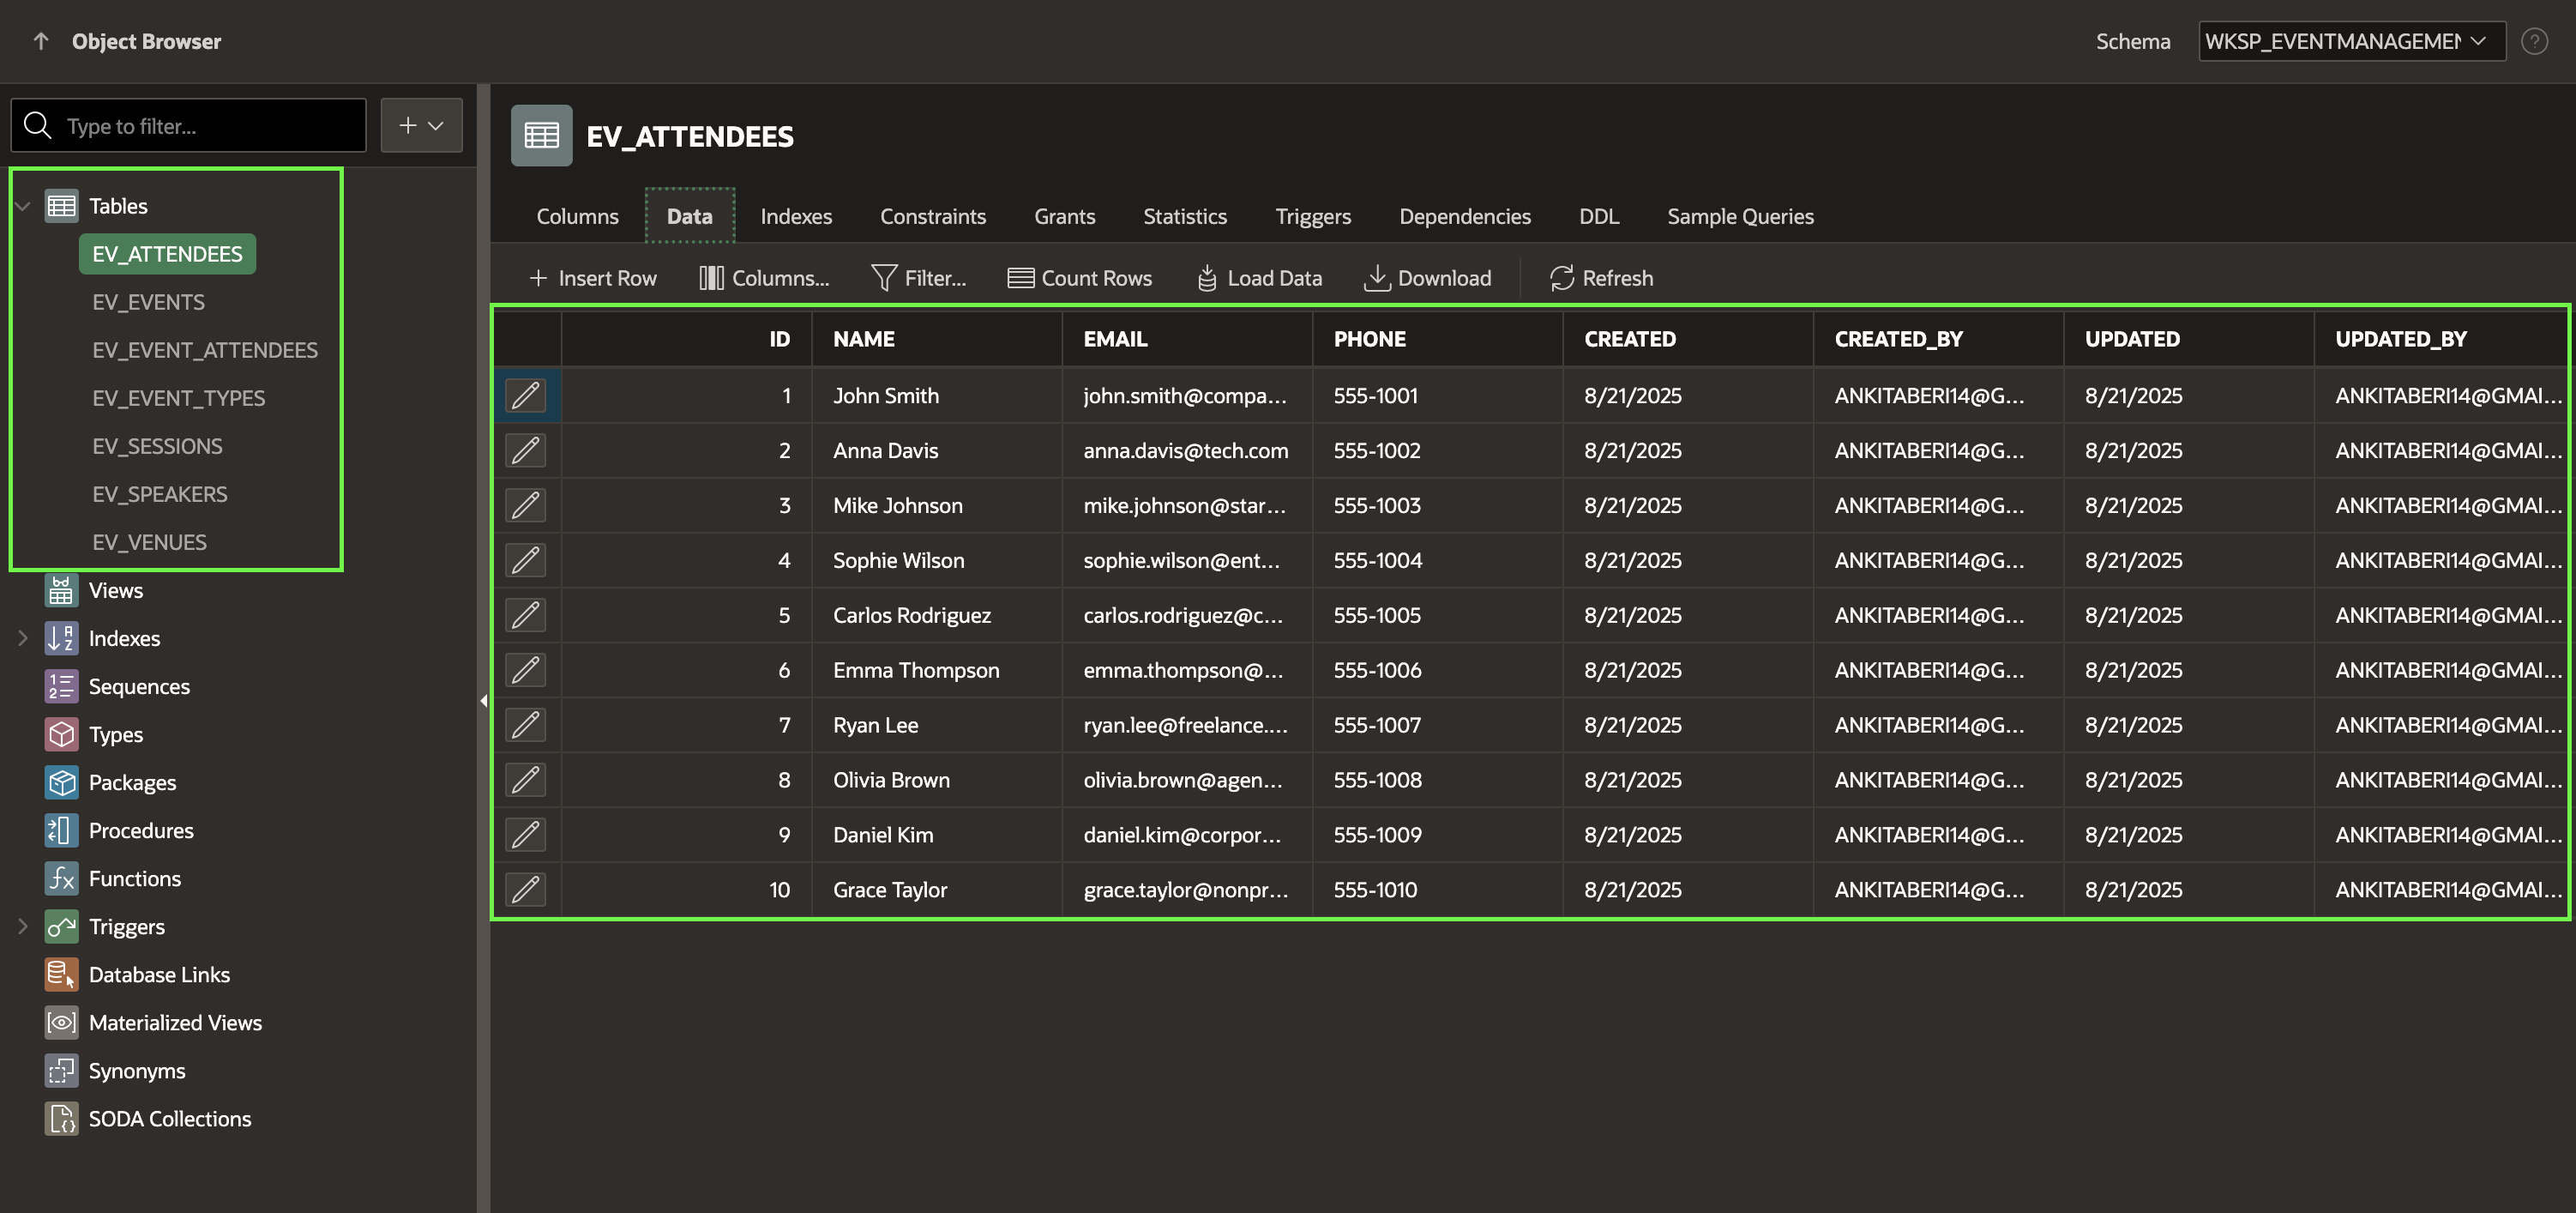 Object Browser
Schema WKSP_EVENTMANAGEMEN
Type to filter...
Tables
EV_ATTENDEES
EV_EVENTS
EV_EVENT_ATTENDEES
EV_EVENT_TYPES
EV_SESSIONS
EV_SPEAKERS
EV_VENUES
Views
Indexes
Sequences
Types
Packages
Procedures
Functions
Triggers
Database Links
Materialized Views
Synonyms
SODA Collections
EV_ATTENDEES
Columns Data Indexes Constraints Grants Statistics Triggers Dependencies DDL Sample Queries
Insert Row Columns... Filter... Count Rows Load Data Download Refresh
ID NAME EMAIL PHONE CREATED CREATED_BY UPDATED UPDATED_BY
1 John Smith john.smith@compa... 555-1001 8/21/2025 ANKITABERI14@G... 8/21/2025 ANKITABERI14@GMAI...
2 Anna Davis anna.davis@tech.com 555-1002 8/21/2025 ANKITABERI14@G... 8/21/2025 ANKITABERI14@GMAI...
3 Mike Johnson mike.johnson@star... 555-1003 8/21/2025 ANKITABERI14@G... 8/21/2025 ANKITABERI14@GMAI...
4 Sophie Wilson sophie.wilson@ent... 555-1004 8/21/2025 ANKITABERI14@G... 8/21/2025 ANKITABERI14@GMAI...
5 Carlos Rodriguez carlos.rodriguez@c... 555-1005 8/21/2025 ANKITABERI14@G... 8/21/2025 ANKITABERI14@GMAI...
6 Emma Thompson emma.thompson@... 555-1006 8/21/2025 ANKITABERI14@G... 8/21/2025 ANKITABERI14@GMAI...
7 Ryan Lee ryan.lee@freelance.... 555-1007 8/21/2025 ANKITABERI14@G... 8/21/2025 ANKITABERI14@GMAI...
8 Olivia Brown olivia.brown@agen... 555-1008 8/21/2025 ANKITABERI14@G... 8/21/2025 ANKITABERI14@GMAI...
9 Daniel Kim daniel.kim@corpor... 555-1009 8/21/2025 ANKITABERI14@G... 8/21/2025 ANKITABERI14@GMAI...
10 Grace Taylor grace.taylor@nonpr... 555-1010 8/21/2025 ANKITABERI14@G... 8/21/2025 ANKITABERI14@GMAI...